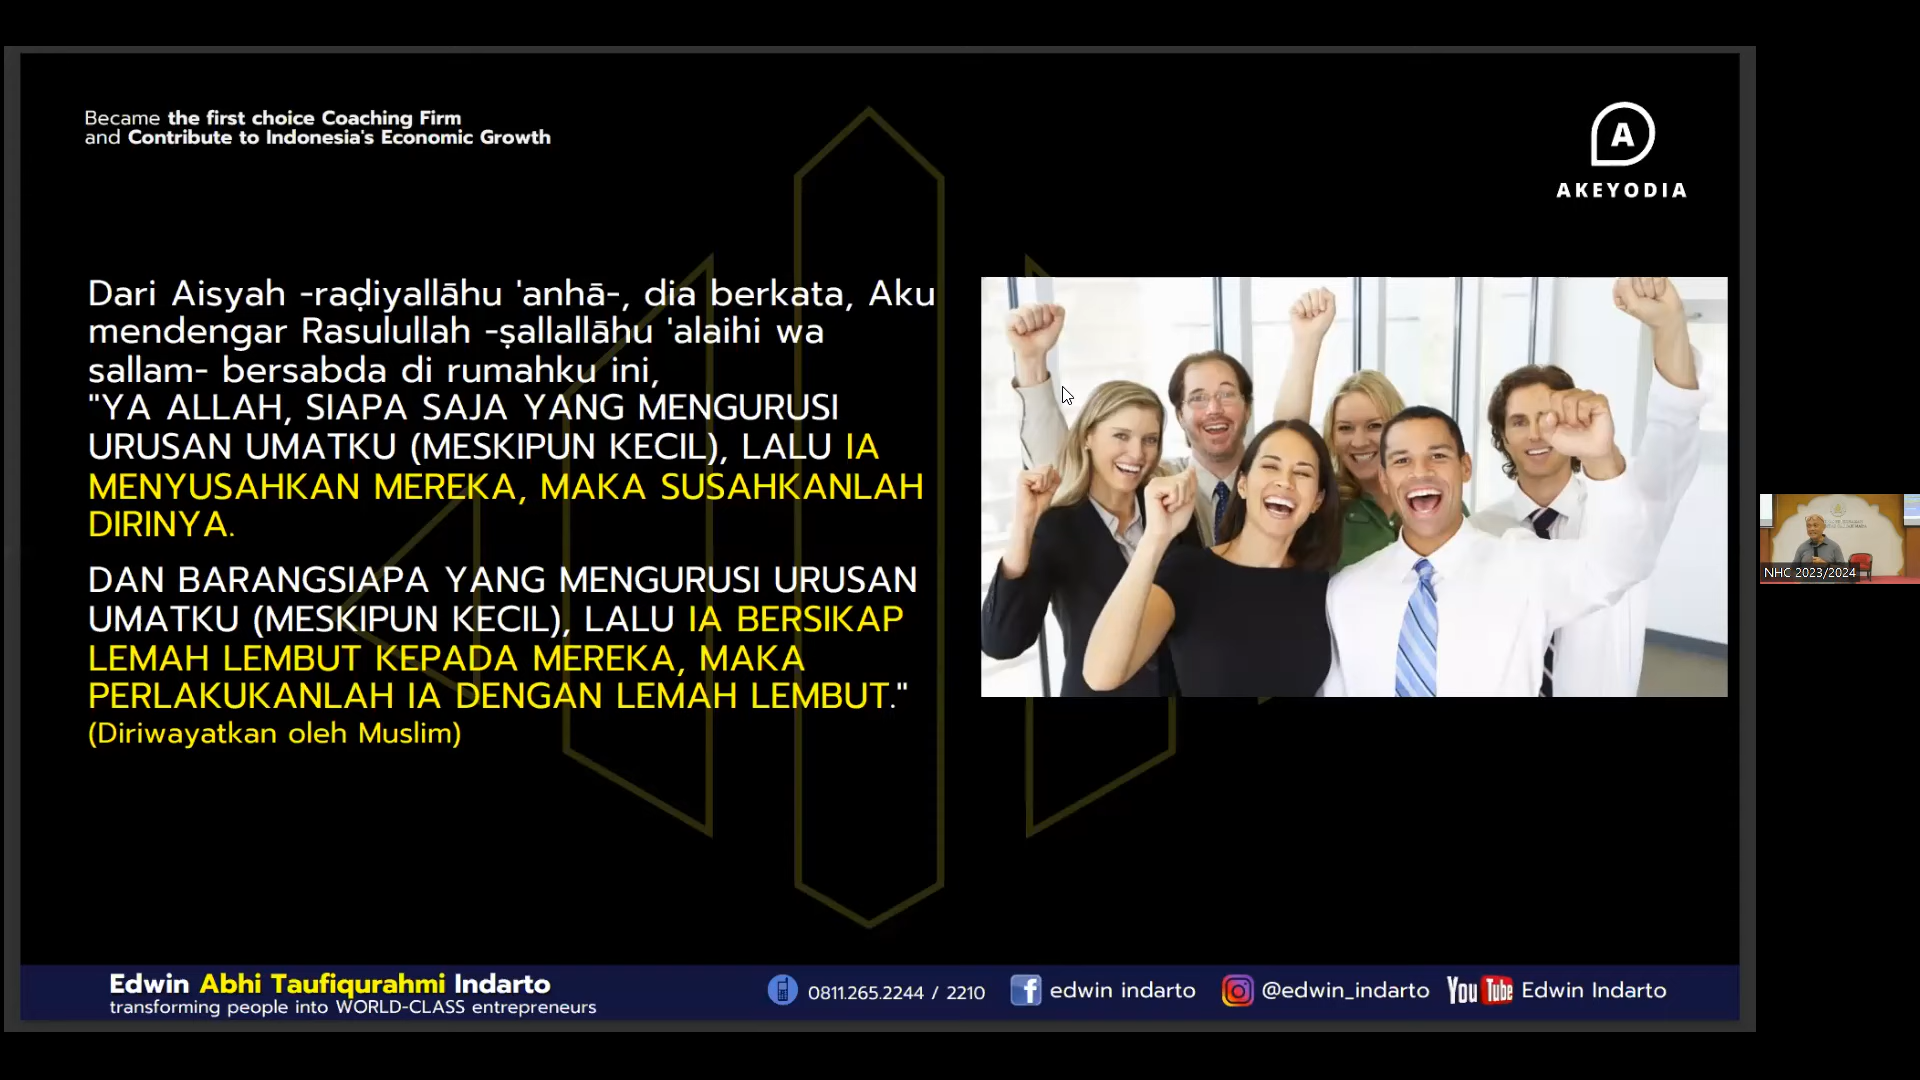 Became the first choice Coaching Firm
and Contribute to Indonesia's Economic Growth
A
AKEYODIA
Dari Aisyah -raḍiyallāhu 'anhā-, dia berkata, Aku
mendengar Rasulullah -ṣallallāhu 'alaihi wa
sallam- bersabda di rumahku ini,
"YA ALLAH, SIAPA SAJA YANG MENGURUSI
URUSAN UMATKU (MESKIPUN KECIL), LALU IA
MENYUSAHKAN MEREKA, MAKA SUSAHKANLAH
DIRINYA.
DAN BARANGSIAPA YANG MENGURUSI URUSAN
UMATKU (MESKIPUN KECIL), LALU IA BERSIKAP
LEMAH LEMBUT KEPADA MEREKA, MAKA
PERLAKUKANLAH IA DENGAN LEMAH LEMBUT."
(Diriwayatkan oleh Muslim)
NHC 2023/2024
Edwin Abhi Taufiqurahmi Indarto
transforming people into WORLD-CLASS entrepreneurs
0811.265.2244 / 2210
f edwin indarto
@edwin_indarto
You Tube Edwin Indarto